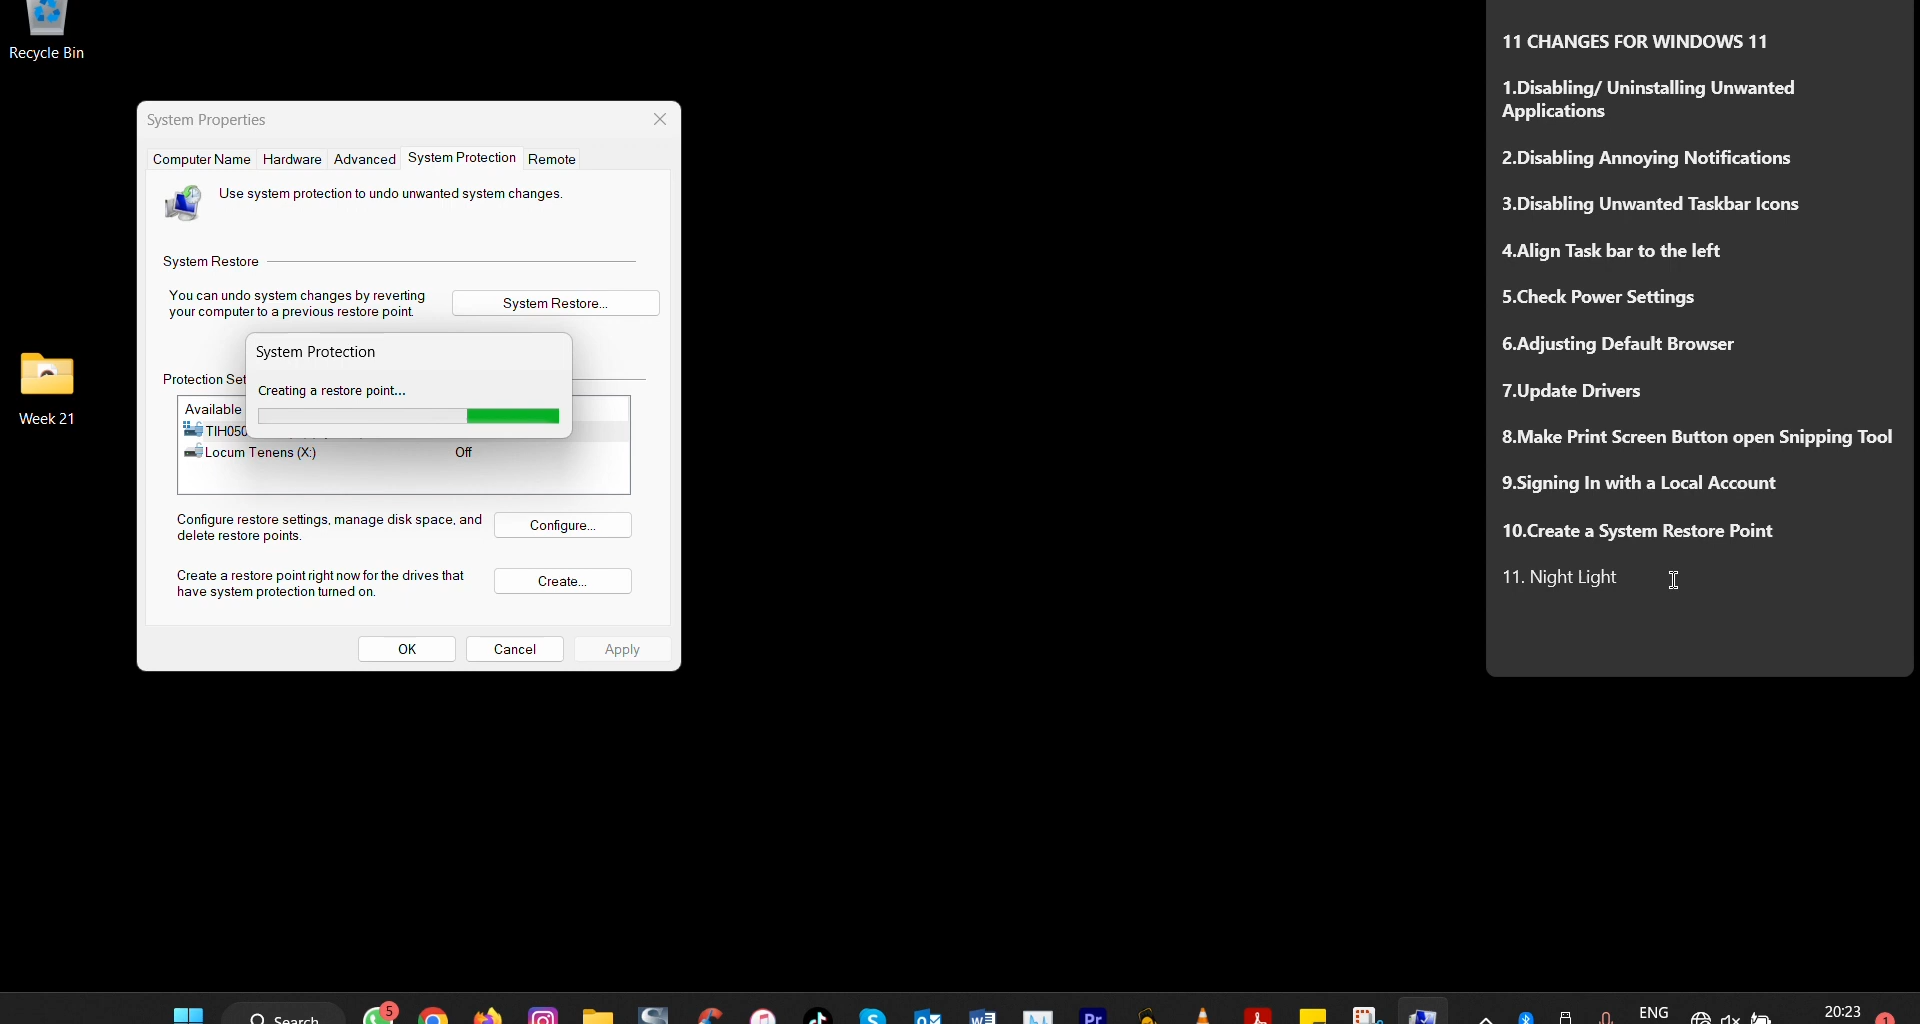 Recycle Bin
Week 21
System Properties
Computer Name Hardware Advanced System Protection Remote
Use system protection to undo unwanted system changes.
System Restore
You can undo system changes by reverting
your computer to a previous restore point.
System Restore...
System Protection
Creating a restore point...
Protection Set
Available
TIH050
Locum Tenens (X:) Off
Configure restore settings, manage disk space, and
delete restore points.
Configure...
Create a restore point right now for the drives that
have system protection turned on.
Create...
OK Cancel Apply
11 CHANGES FOR WINDOWS 11
1.Disabling/ Uninstalling Unwanted
Applications
2.Disabling Annoying Notifications
3.Disabling Unwanted Taskbar Icons
4.Align Task bar to the left
5.Check Power Settings
6.Adjusting Default Browser
7.Update Drivers
8.Make Print Screen Button open Snipping Tool
9.Signing In with a Local Account
10.Create a System Restore Point
11. Night Light
Search
5
Pr
ENG
20:23
1